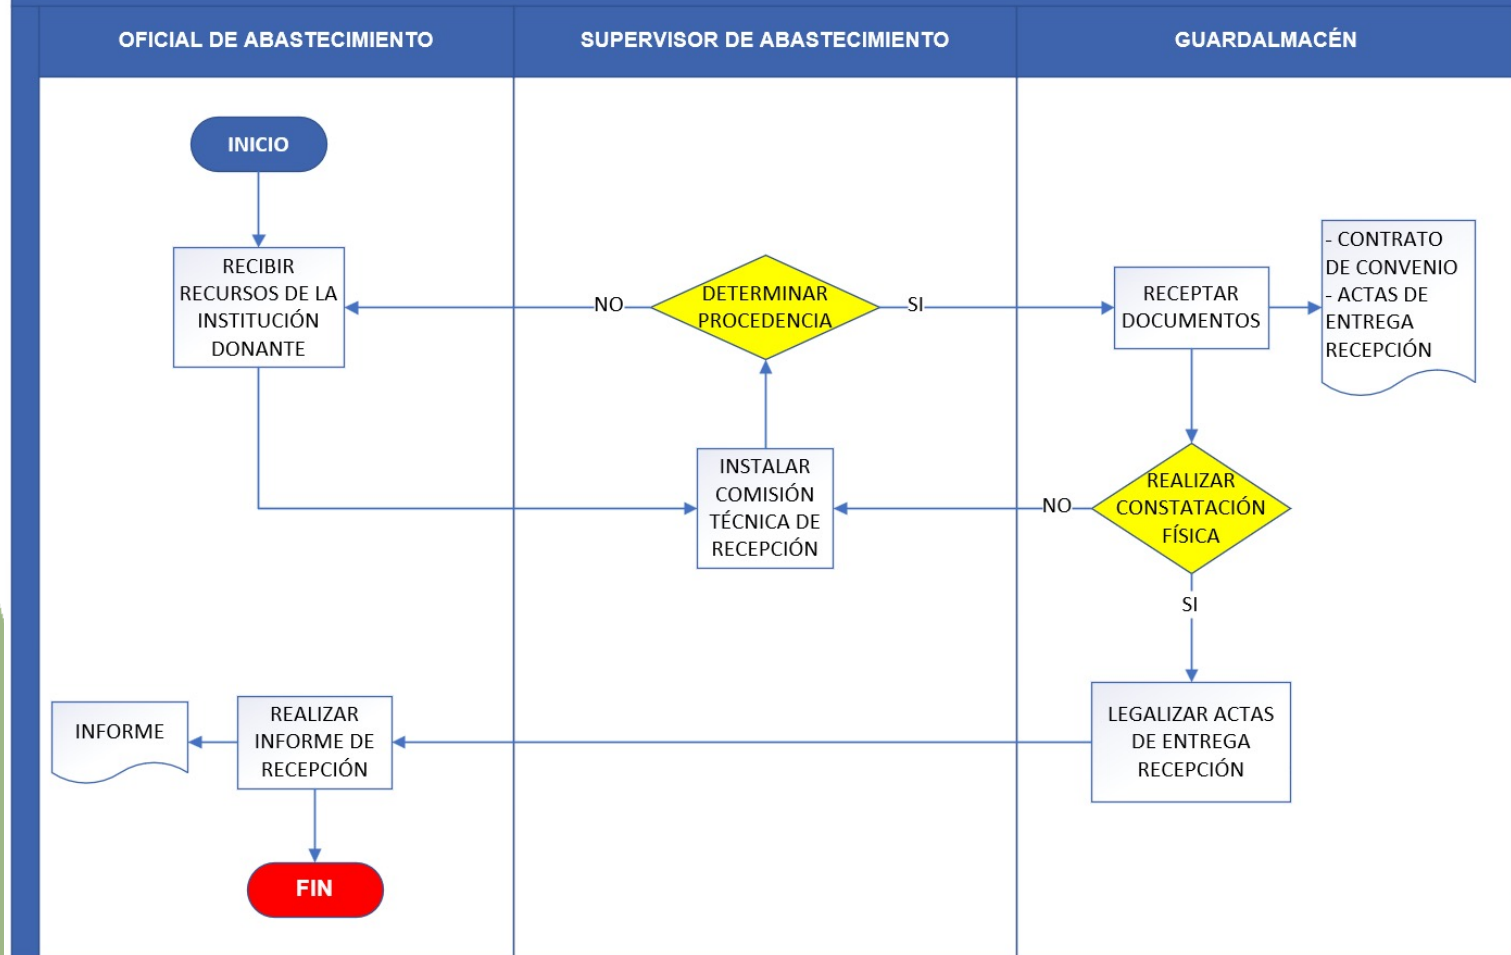 OFICIAL DE ABASTECIMIENTO
SUPERVISOR DE ABASTECIMIENTO
GUARDALMACÉN
INICIO
RECIBIR
RECURSOS DE LA
INSTITUCIÓN
DONANTE
NO
DETERMINAR
PROCEDENCIA
SI
RECEPTAR
DOCUMENTOS
- CONTRATO
DE CONVENIO
- ACTAS DE
ENTREGA
RECEPCIÓN
INSTALAR
COMISIÓN
TÉCNICA DE
RECEPCIÓN
NO
REALIZAR
CONSTATACIÓN
FÍSICA
SI
INFORME
REALIZAR
INFORME DE
RECEPCIÓN
LEGALIZAR ACTAS
DE ENTREGA
RECEPCIÓN
FIN